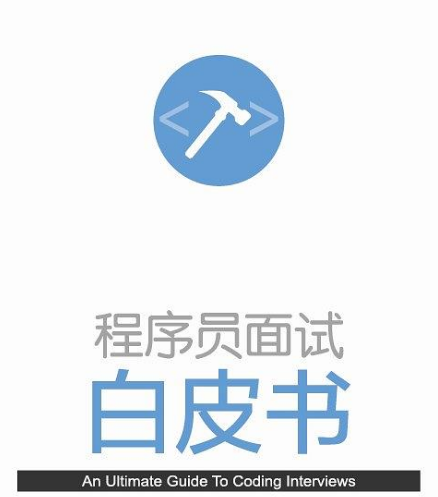 程序员面试
白皮书
An Ultimate Guide To Coding Interviews